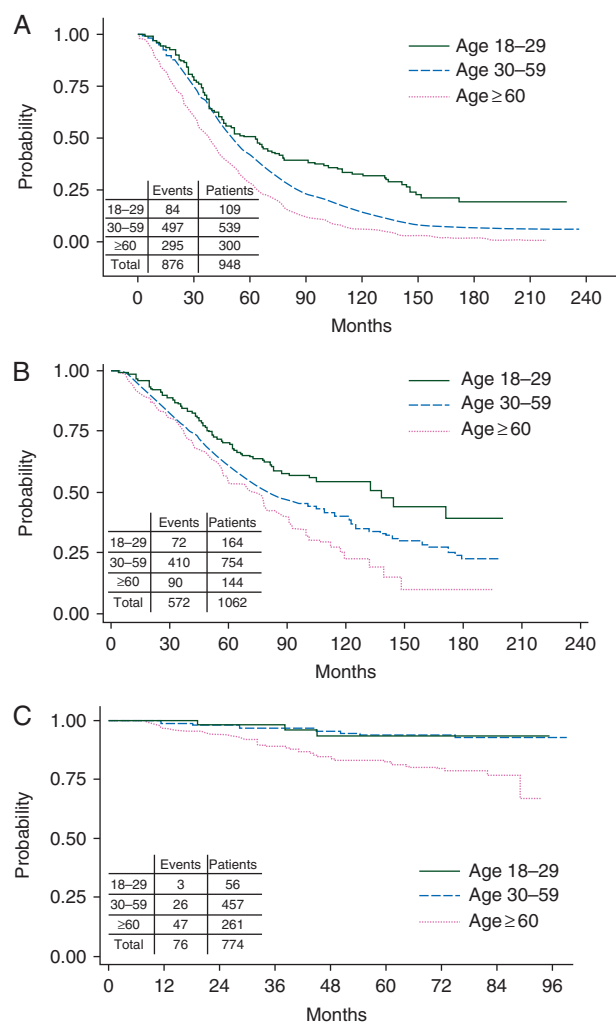 A
1.00
0.75
0.50
0.25
0.00
Probability
Age 18–29
Age 30–59
Age ≥ 60
Events Patients
18–29 84 109
30–59 497 539
≥60 295 300
Total 876 948
0 30 60 90 120 150 180 210 240
Months
B
1.00
0.75
0.50
0.25
0.00
Probability
Age 18–29
Age 30–59
Age ≥ 60
Events Patients
18–29 72 164
30–59 410 754
≥60 90 144
Total 572 1062
0 30 60 90 120 150 180 210 240
Months
C
1.00
0.75
0.50
0.25
0.00
Probability
Events Patients
18–29 3 56
30–59 26 457
≥60 47 261
Total 76 774
Age 18–29
Age 30–59
Age ≥ 60
0 12 24 36 48 60 72 84 96
Months